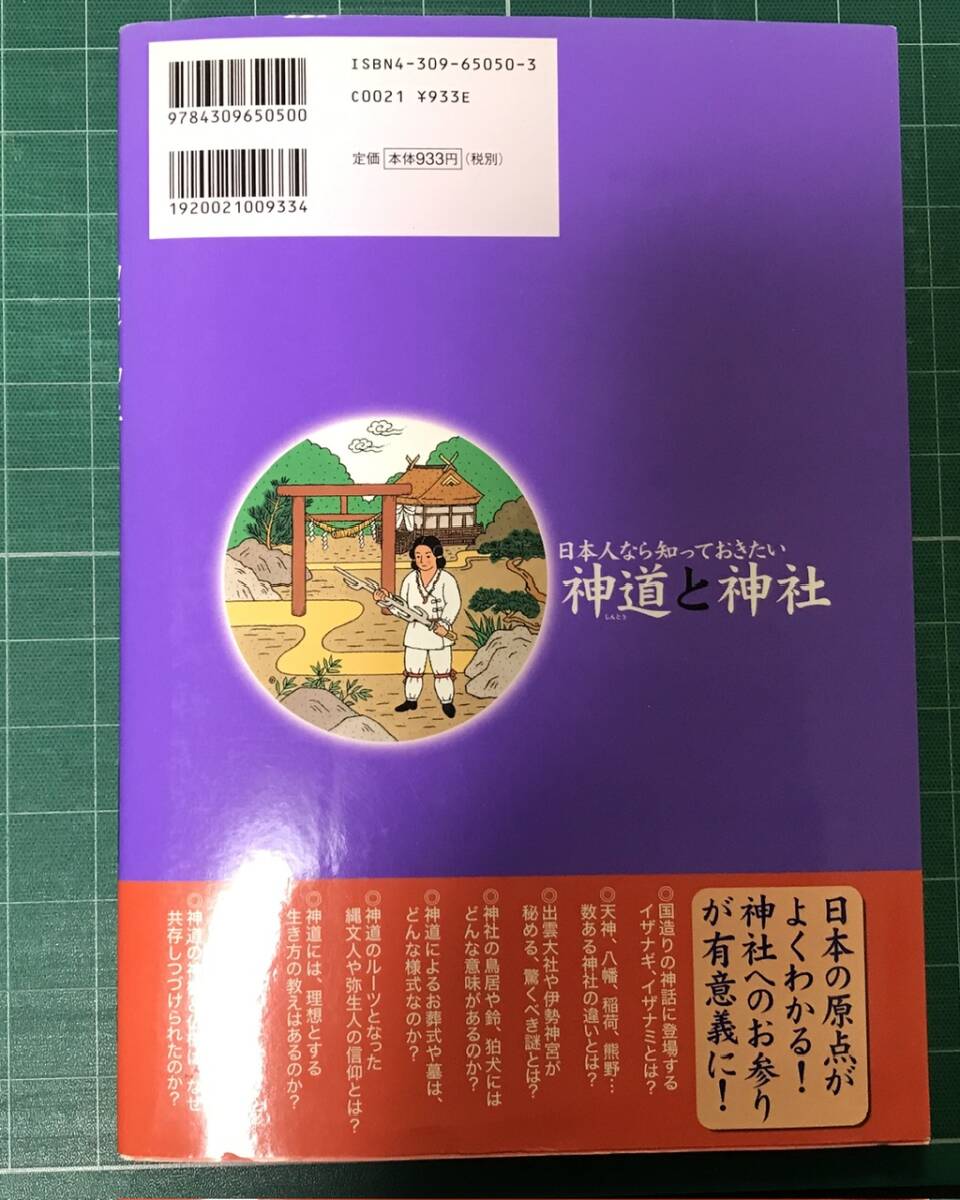 ISBN4-309-65050-3
C0021 ¥933E
9784309650500
定価 本体933円 (税別)
1920021009334
日本人なら知っておきたい
神道と神社
しんとう
日本の原点が
よくわかる！
神社へのお参り
が有意義に！
◎国造りの神話に登場する
イザナギ、イザナミとは？
◎天神、八幡、稲荷、熊野…
数ある神社の違いとは？
◎出雲大社や伊勢神宮が
秘める、驚くべき謎とは？
◎神社の鳥居や鈴、狛犬には
どんな意味があるのか？
◎神道によるお葬式や墓は、
どんな様式なのか？
◎神道のルーツとなった
縄文人や弥生人の信仰とは？
◎神道には、理想とする
生き方の教えはあるのか？
◎神道の神
なぜ
共存しつづけられたのか？